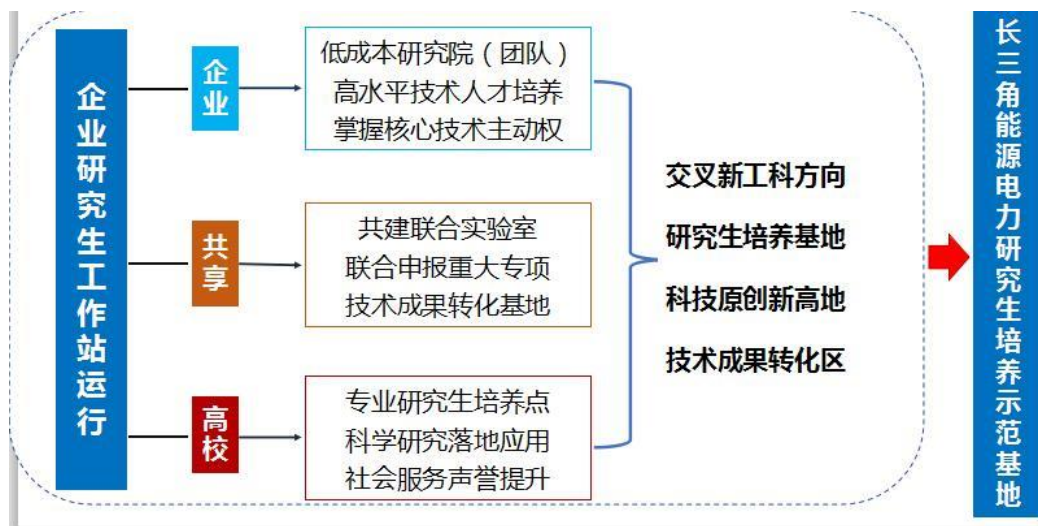 企业研究生工作站运行
企业
低成本研究院（团队）
高水平技术人才培养
掌握核心技术主动权
共享
共建联合实验室
联合申报重大专项
技术成果转化基地
高校
专业研究生培养点
科学研究落地应用
社会服务声誉提升
交叉新工科方向
研究生培养基地
科技原创新高地
技术成果转化区
长三角能源电力研究生培养示范基地